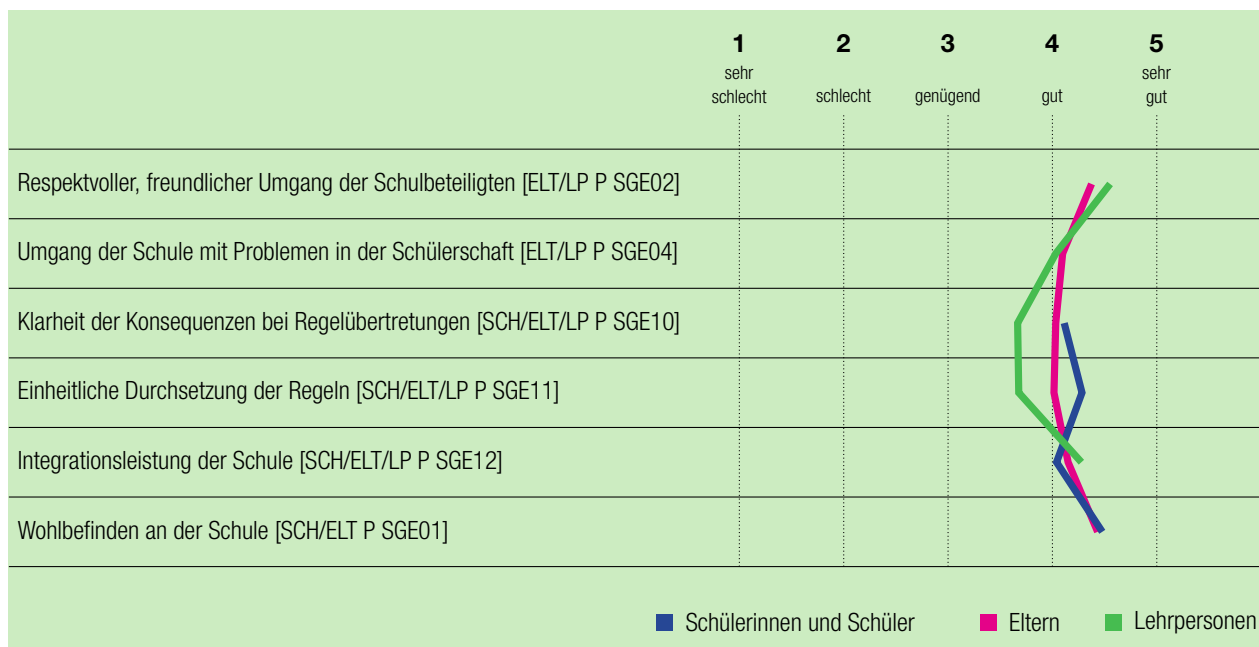 1 2 3 4 5
sehr schlecht schlecht genügend gut sehr gut
Respektvoller, freundlicher Umgang der Schulbeteiligten [ELT/LP P SGE02]
Umgang der Schule mit Problemen in der Schülerschaft [ELT/LP P SGE04]
Klarheit der Konsequenzen bei Regelübertretungen [SCH/ELT/LP P SGE10]
Einheitliche Durchsetzung der Regeln [SCH/ELT/LP P SGE11]
Integrationsleistung der Schule [SCH/ELT/LP P SGE12]
Wohlbefinden an der Schule [SCH/ELT P SGE01]
Schülerinnen und Schüler Eltern Lehrpersonen